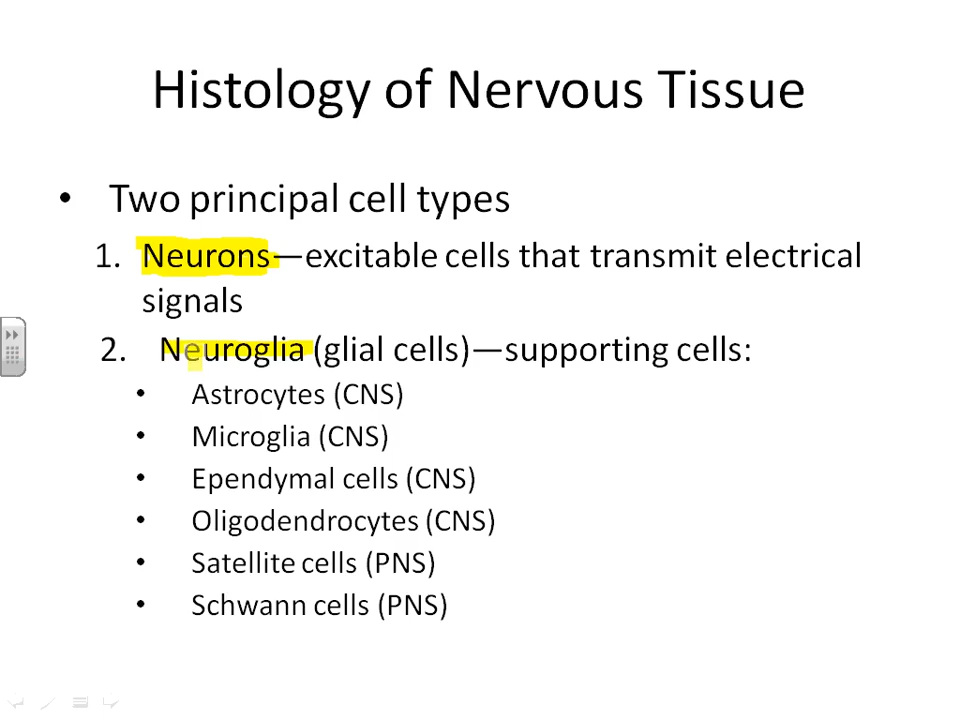 Histology of Nervous Tissue
• Two principal cell types
1. Neurons—excitable cells that transmit electrical
signals
2. Neuroglia (glial cells)—supporting cells:
• Astrocytes (CNS)
• Microglia (CNS)
• Ependymal cells (CNS)
• Oligodendrocytes (CNS)
• Satellite cells (PNS)
• Schwann cells (PNS)